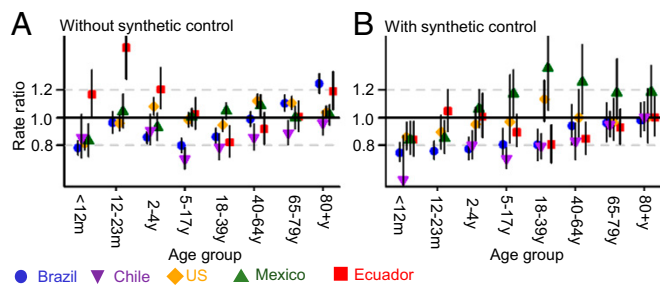 A
Without synthetic control
Rate ratio
1.2
1.0
0.8
<12m
12-23m
2-4y
5-17y
18-39y
40-64y
65-79y
80+y
Age group
B
With synthetic control
1.2
1.0
0.8
<12m
12-23m
2-4y
5-17y
18-39y
40-64y
65-79y
80+y
Age group
Brazil
Chile
US
Mexico
Ecuador